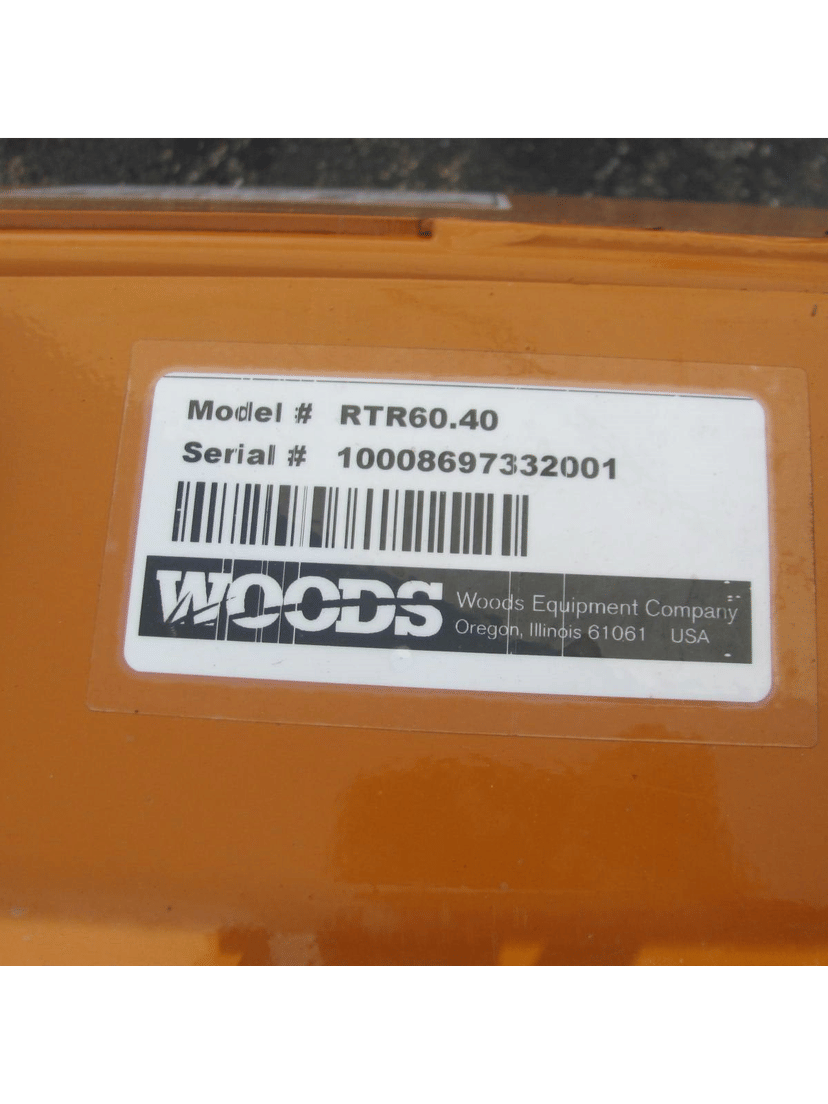 Model # RTR60.40
Serial # 10008697332001
WOODS
Woods Equipment Company
Oregon, Illinois 61061 USA